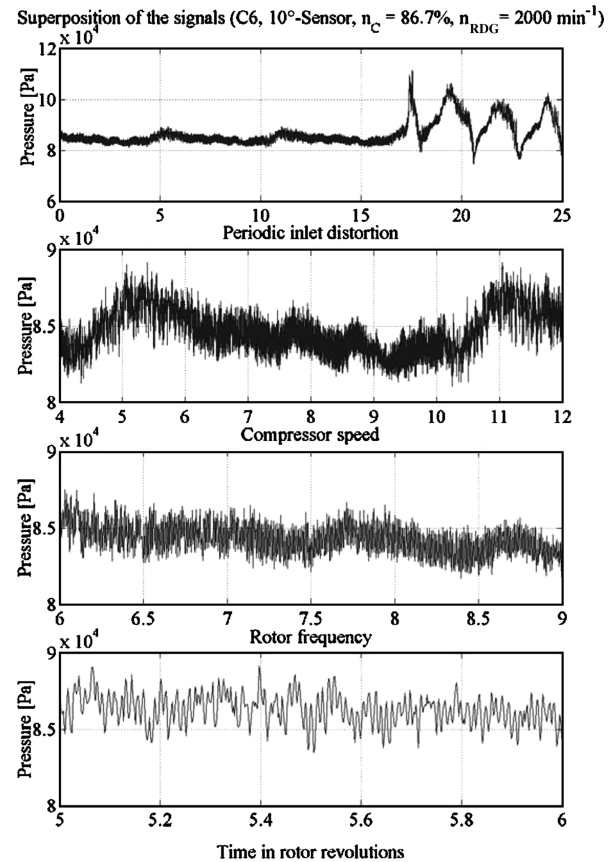 Superposition of the signals (C6, 10°-Sensor, n_C = 86.7%, n_RDG = 2000 min^-1)
x 10^4
Pressure [Pa]
12
10
8
6
0 5 10 15 20 25
Periodic inlet distortion
x 10^4
Pressure [Pa]
9
8.5
8
4 5 6 7 8 9 10 11 12
Compressor speed
x 10^4
Pressure [Pa]
9
8.5
8
6 6.5 7 7.5 8 8.5 9
Rotor frequency
x 10^4
Pressure [Pa]
9
8.5
8
5 5.2 5.4 5.6 5.8 6
Time in rotor revolutions